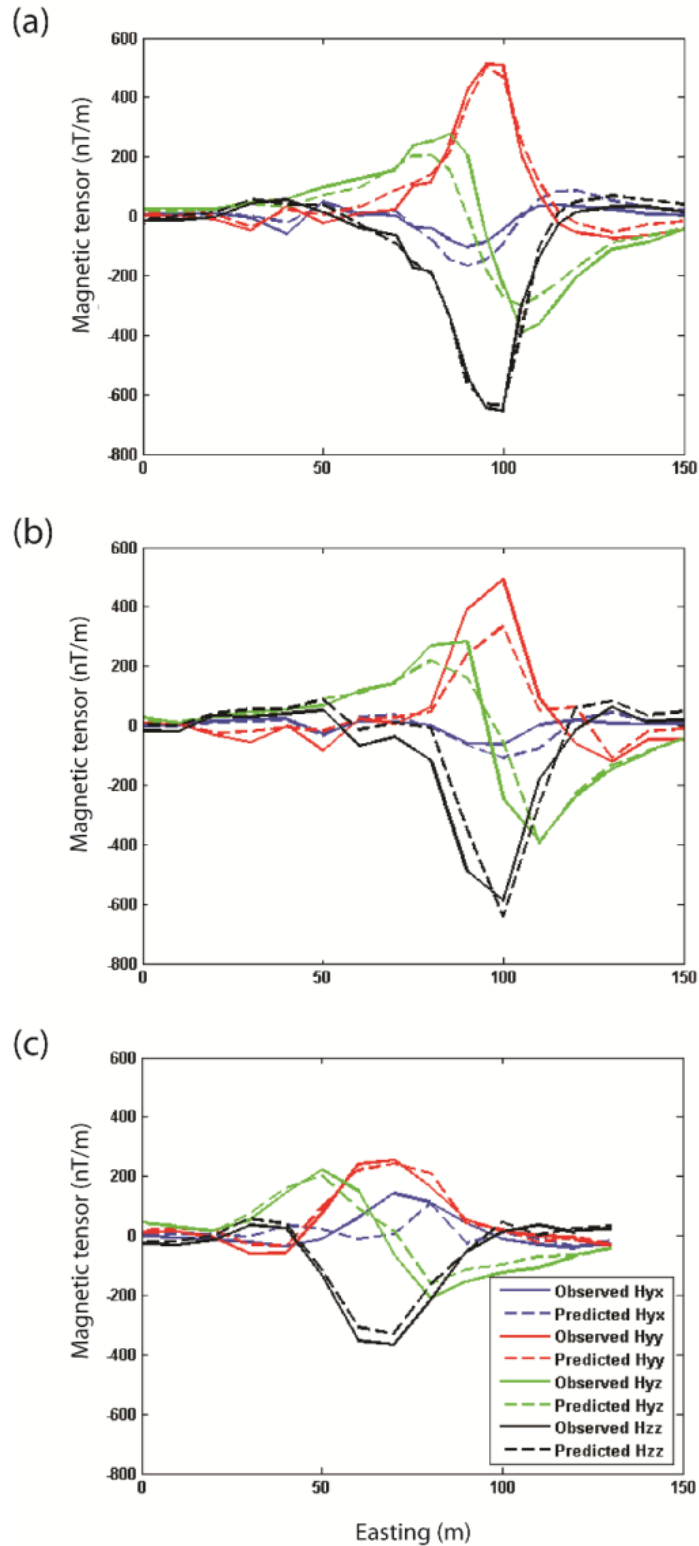 (a)
Magnetic tensor (nT/m)
600
400
200
0
-200
-400
-600
-800
0
50
100
150
(b)
Magnetic tensor (nT/m)
600
400
200
0
-200
-400
-600
-800
0
50
100
150
(c)
Magnetic tensor (nT/m)
600
400
200
0
-200
-400
-600
-800
0
50
100
150
Observed Hyx
Predicted Hyx
Observed Hyy
Predicted Hyy
Observed Hyz
Predicted Hyz
Observed Hzz
Predicted Hzz
Easting (m)